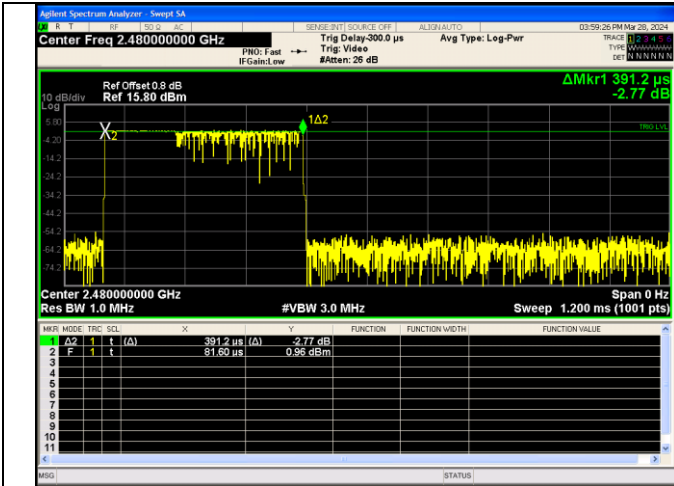 Agilent Spectrum Analyzer - Swept SA
R T RF 50 Ω AC SENSE:INT SOURCE OFF ALIGN AUTO 03:59:26 PM Mar 28, 2024
Center Freq 2.480000000 GHz Trig Delay-300.0 µs Avg Type: Log-Pwr TRACE 1 2 3 4 5 6
PNO: Fast Trig: Video TYPE
IFGain:Low #Atten: 26 dB DET N N N N N N
ΔMkr1 391.2 µs
Ref Offset 0.8 dB -2.77 dB
10 dB/div Ref 15.80 dBm
Log
1Δ2
5.80
X2 TRIG LVL
-4.20
-14.2
-24.2
-34.2
-44.2
-54.2
-64.2
-74.2
Center 2.480000000 GHz Span 0 Hz
Res BW 1.0 MHz #VBW 3.0 MHz Sweep 1.200 ms (1001 pts)
MKR MODE TRC SCL X Y FUNCTION FUNCTION WIDTH FUNCTION VALUE
1 Δ2 1 t (Δ) 391.2 µs (Δ) -2.77 dB
2 F 1 t 81.60 µs 0.96 dBm
3
4
5
6
7
8
9
10
11
MSG STATUS